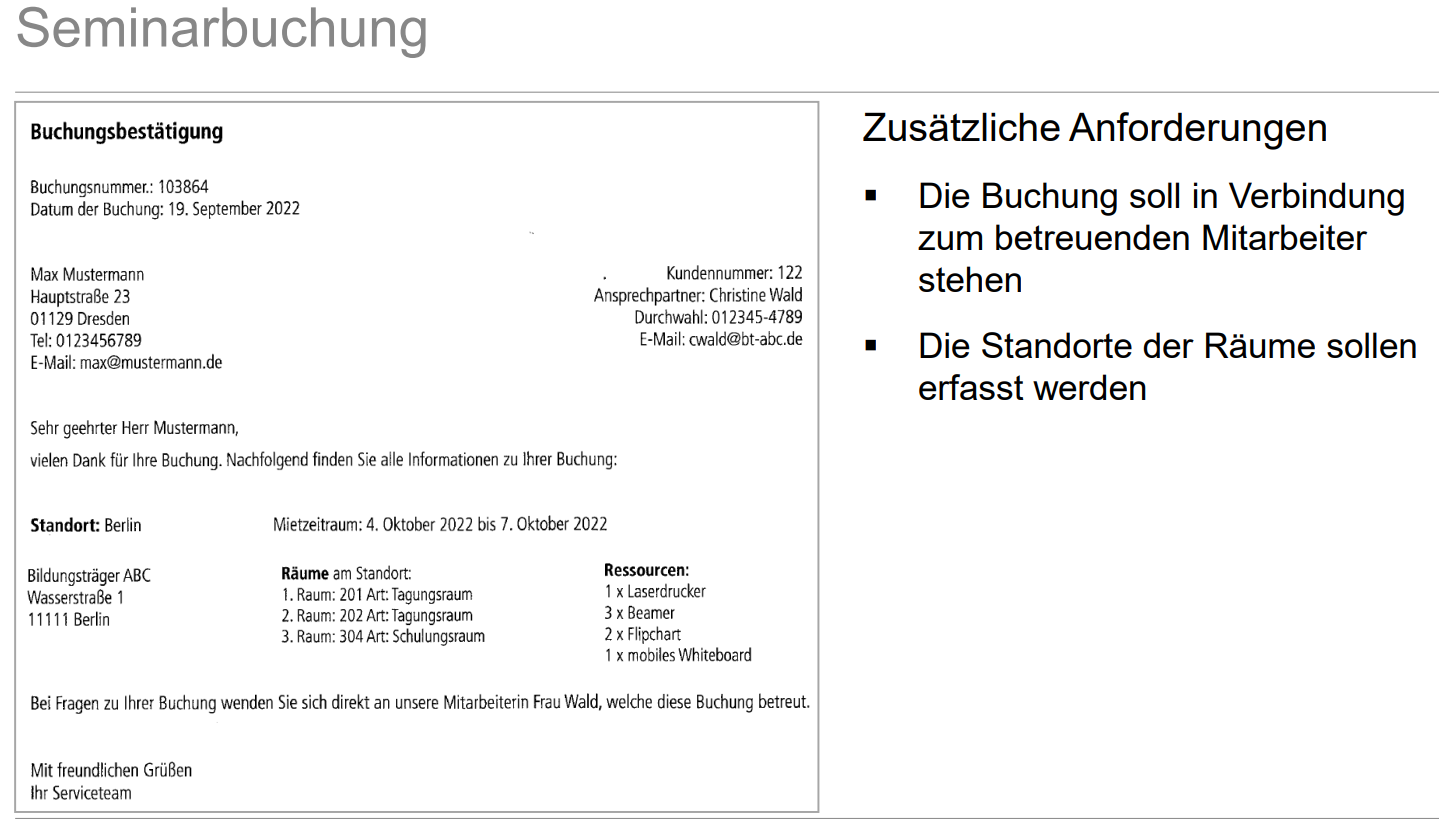 Seminarbuchung
Buchungsbestätigung
Buchungsnummer.: 103864
Datum der Buchung: 19. September 2022
Max Mustermann
Hauptstraße 23
01129 Dresden
Tel: 0123456789
E-Mail: max@mustermann.de
Kundennummer: 122
Ansprechpartner: Christine Wald
Durchwahl: 012345-4789
E-Mail: cwald@bt-abc.de
Sehr geehrter Herr Mustermann,
vielen Dank für Ihre Buchung. Nachfolgend finden Sie alle Informationen zu Ihrer Buchung:
Standort: Berlin
Mietzeitraum: 4. Oktober 2022 bis 7. Oktober 2022
Bildungsträger ABC
Wasserstraße 1
11111 Berlin
Räume am Standort:
1. Raum: 201 Art: Tagungsraum
2. Raum: 202 Art: Tagungsraum
3. Raum: 304 Art: Schulungsraum
Ressourcen:
1 x Laserdrucker
3 x Beamer
2 x Flipchart
1 x mobiles Whiteboard
Bei Fragen zu Ihrer Buchung wenden Sie sich direkt an unsere Mitarbeiterin Frau Wald, welche diese Buchung betreut.
Mit freundlichen Grüßen
Ihr Serviceteam
Zusätzliche Anforderungen
▪ Die Buchung soll in Verbindung
zum betreuenden Mitarbeiter
stehen
▪ Die Standorte der Räume sollen
erfasst werden